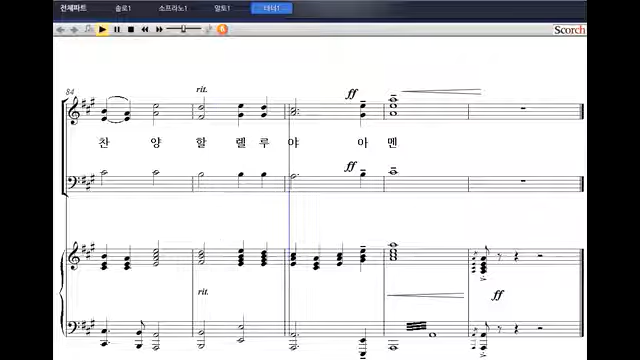 전체파트 솔로1 소프라노1 알토1 테너1
Scorch
84
rit. ff
찬 양 할 렐 루 야 아 멘
ff
rit. ff